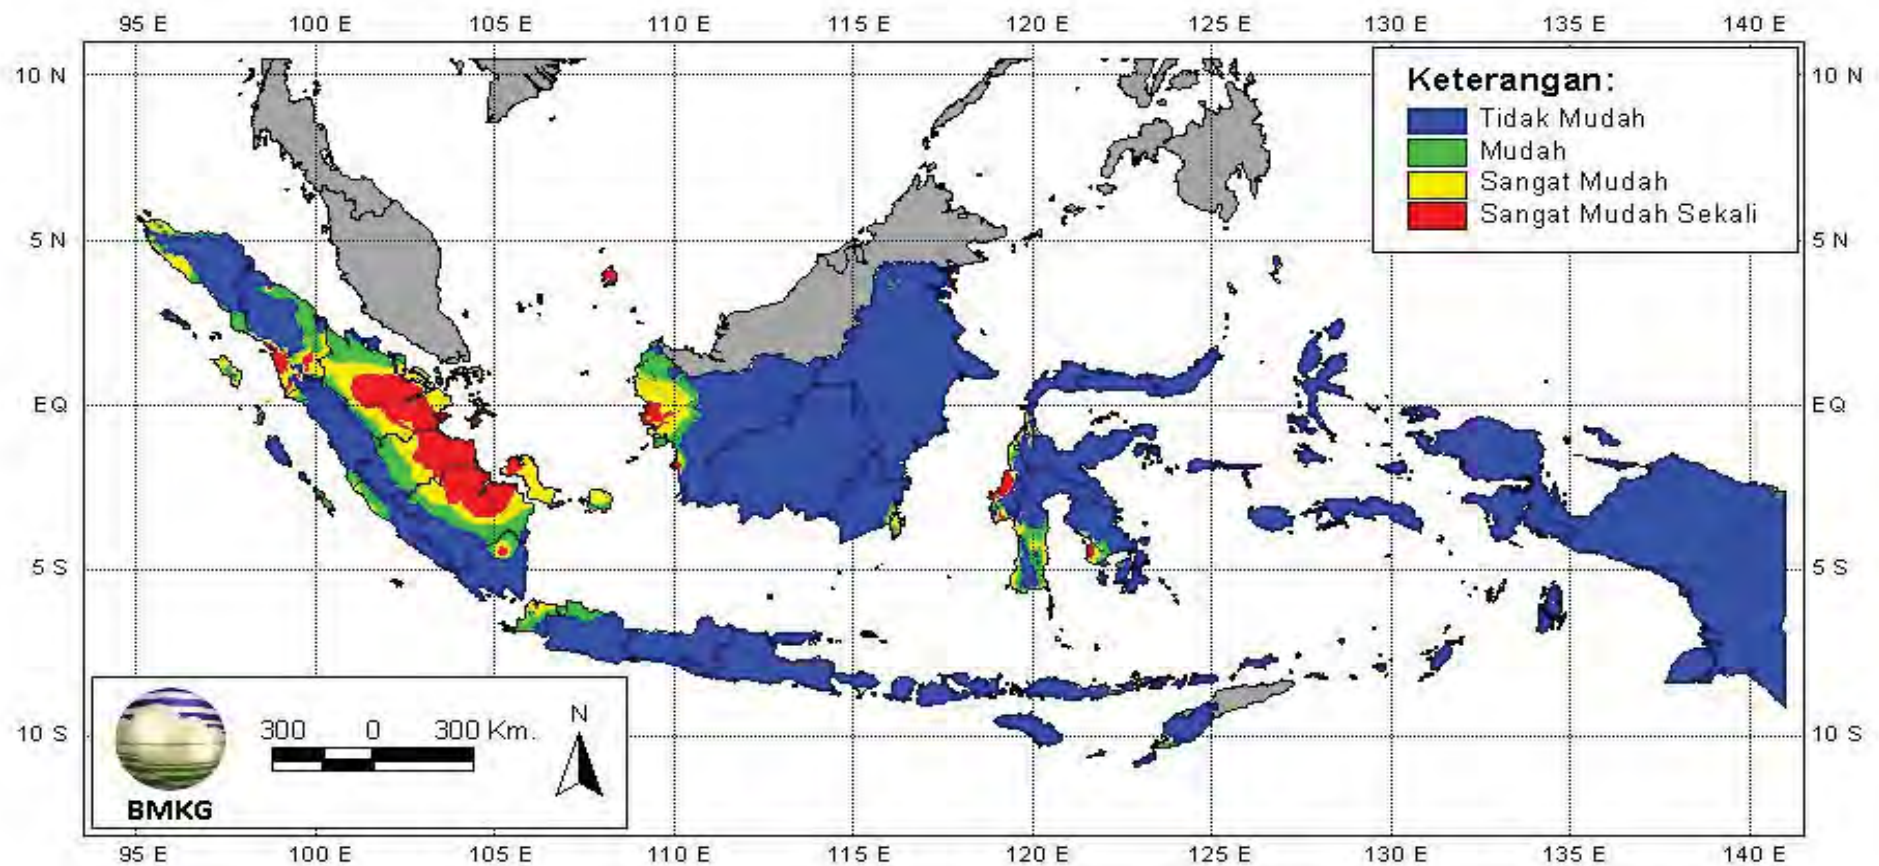 95 E 100 E 105 E 110 E 115 E 120 E 125 E 130 E 135 E 140 E
10 N 10 N
Keterangan:
Tidak Mudah
Mudah
Sangat Mudah
Sangat Mudah Sekali
5 N 5 N
EQ EQ
5 S 5 S
300 0 300 Km.
N
10 S 10 S
BMKG
95 E 100 E 105 E 110 E 115 E 120 E 125 E 130 E 135 E 140 E